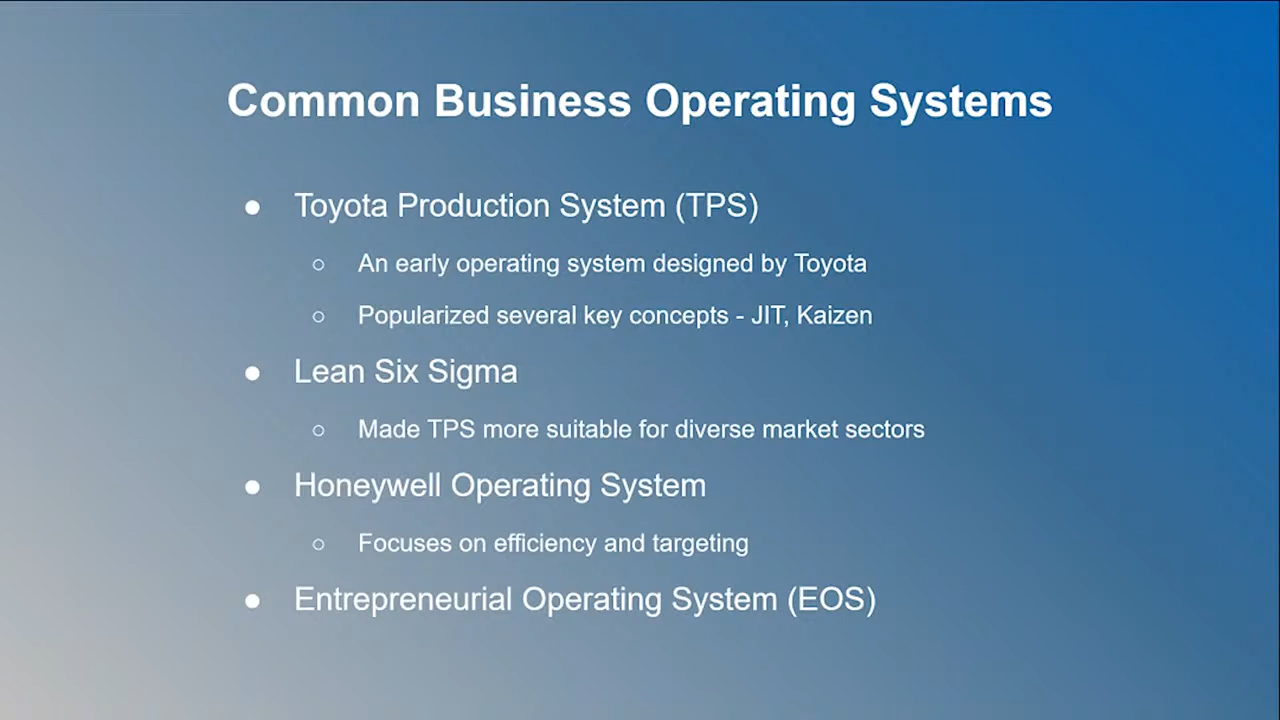 Common Business Operating Systems
● Toyota Production System (TPS)
○ An early operating system designed by Toyota
○ Popularized several key concepts - JIT, Kaizen
● Lean Six Sigma
○ Made TPS more suitable for diverse market sectors
● Honeywell Operating System
○ Focuses on efficiency and targeting
● Entrepreneurial Operating System (EOS)